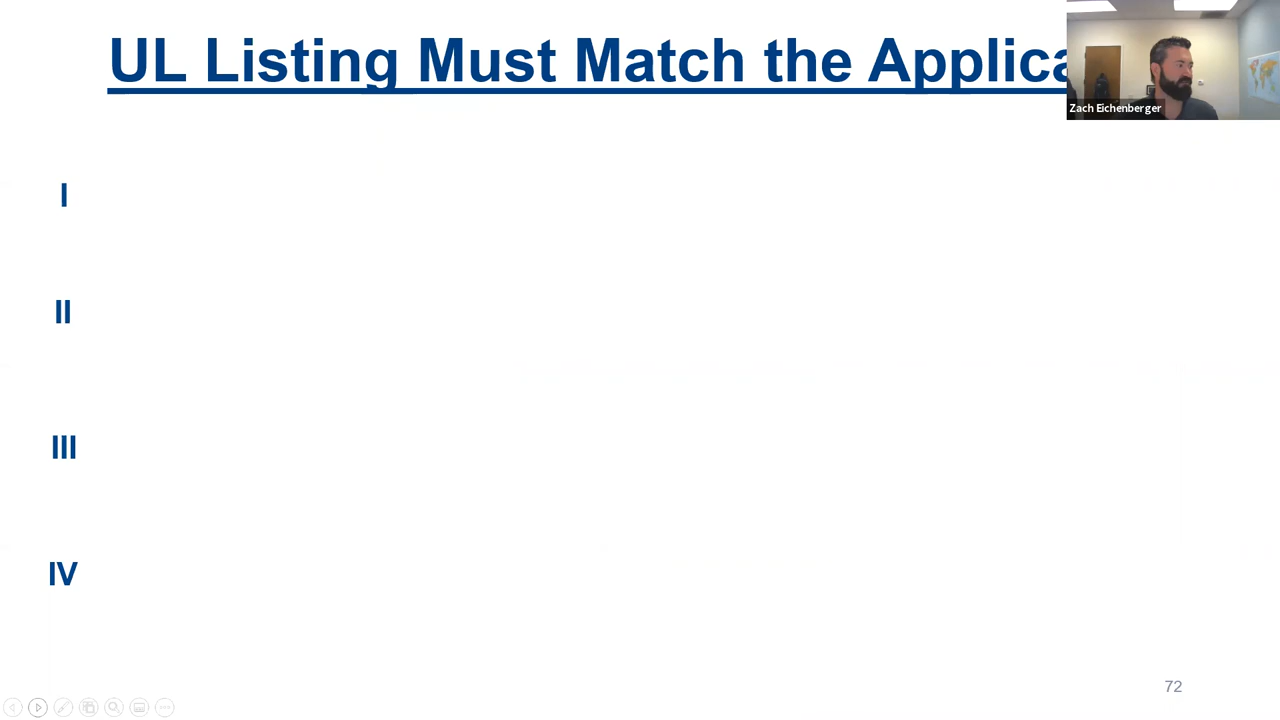 UL Listing Must Match the Applica
Zach Eichenberger
I
II
III
IV
72